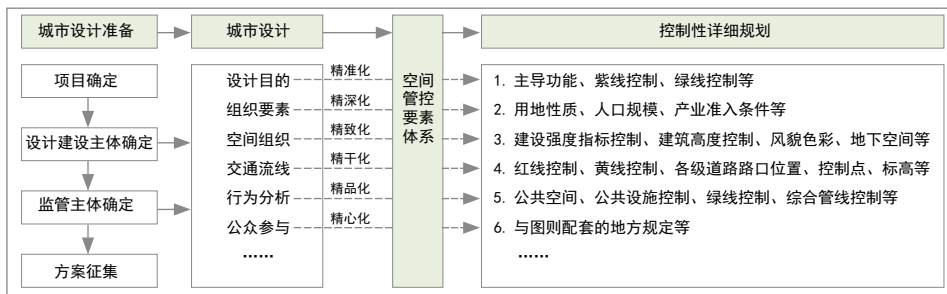 城市设计准备
城市设计
控制性详细规划
空间
管控
要素
体系
项目确定
设计建设主体确定
监管主体确定
方案征集
设计目的
精准化
组织要素
精深化
空间组织
精致化
交通流线
精干化
行为分析
精品化
公众参与
精心化
……
1. 主导功能、紫线控制、绿线控制等
2. 用地性质、人口规模、产业准入条件等
3. 建设强度指标控制、建筑高度控制、风貌色彩、地下空间等
4. 红线控制、黄线控制、各级道路路口位置、控制点、标高等
5. 公共空间、公共设施控制、绿线控制、综合管线控制等
6. 与图则配套的地方规定等
……